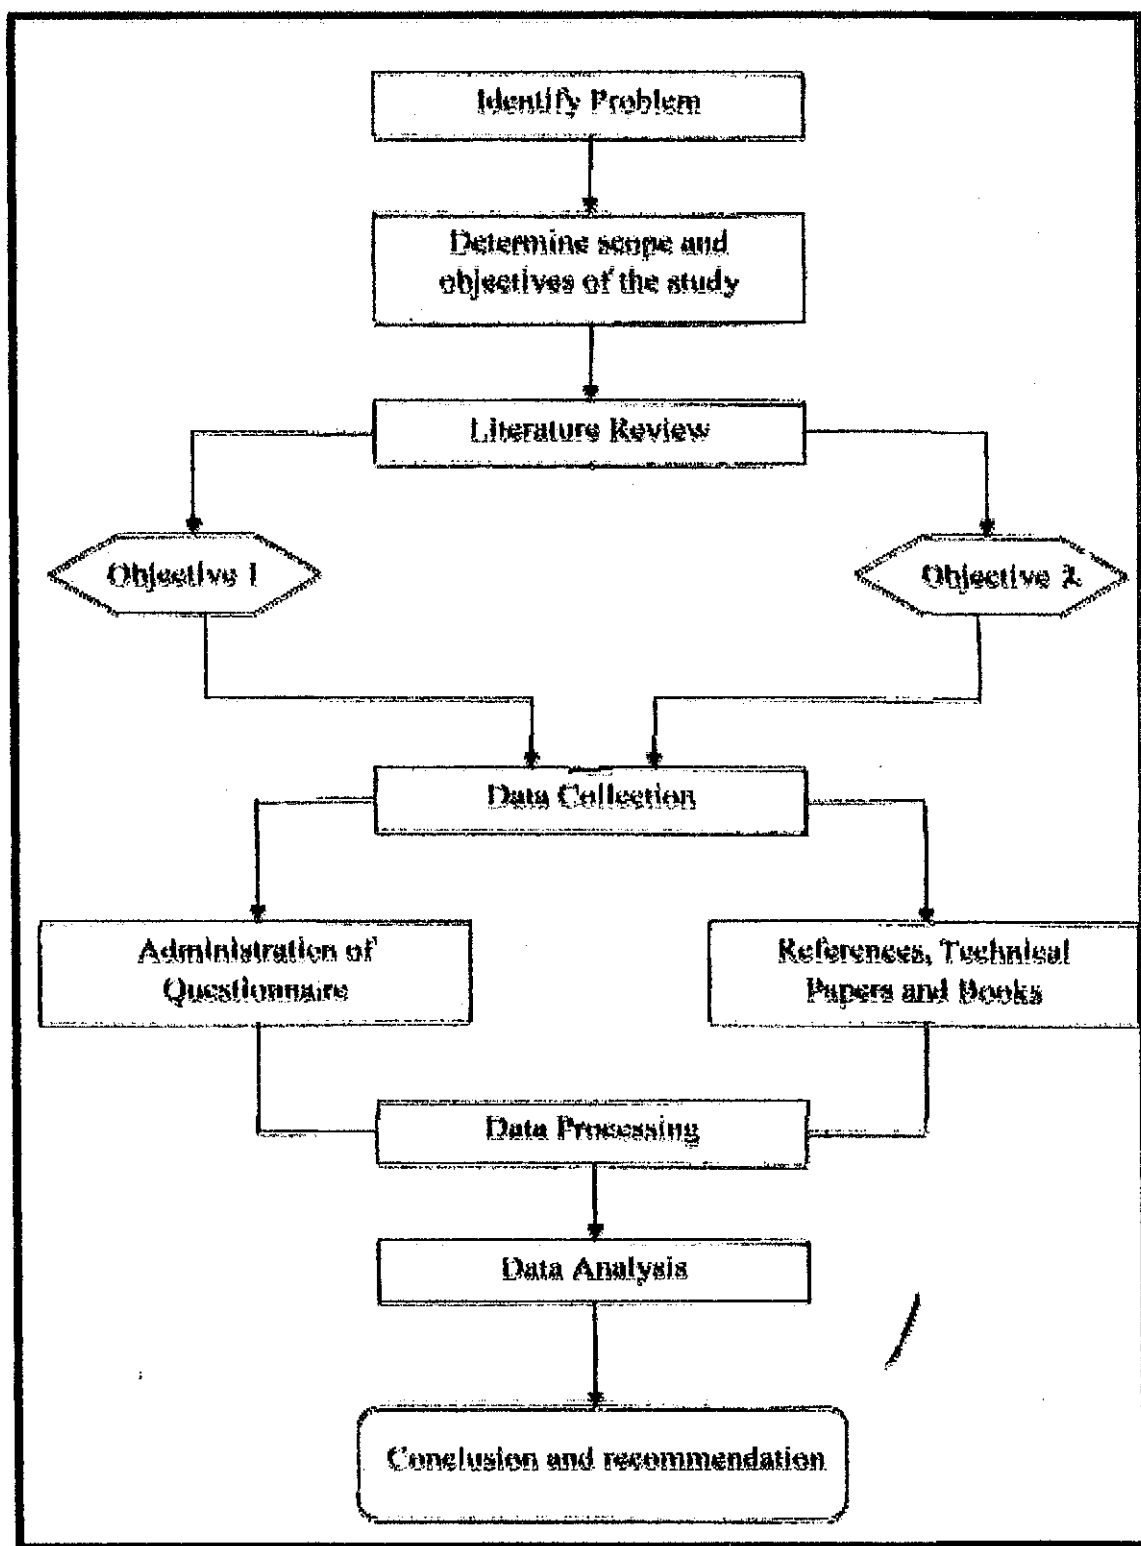 Identify Problem
Determine scope and
objectives of the study
Literature Review
Objective 1
Objective 2
Data Collection
Administration of
Questionnaire
References, Technical
Papers and Books
Data Processing
Data Analysis
Conclusion and recommendation